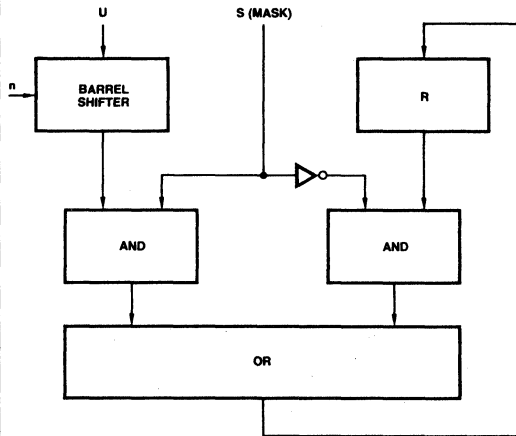 U
S (MASK)
n
BARREL
SHIFTER
R
AND
AND
OR